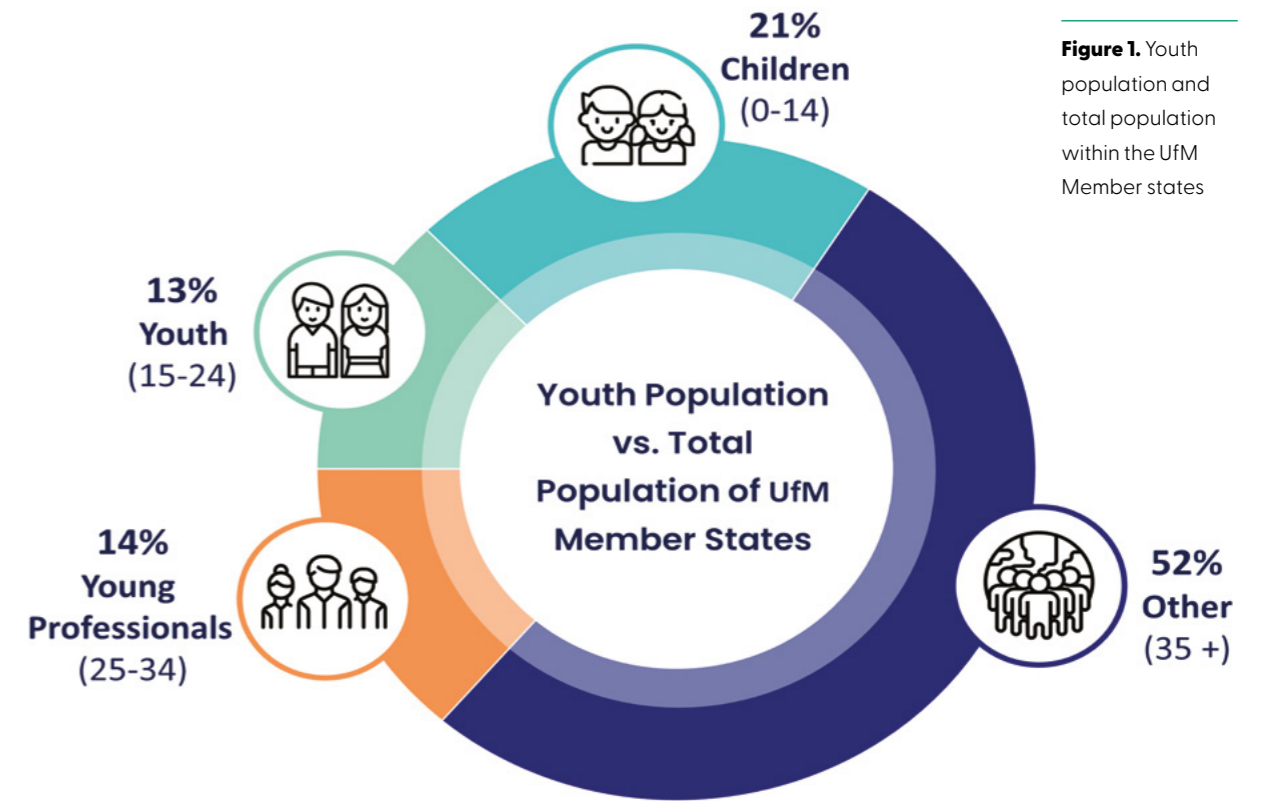 21%
Children
(0-14)
Figure 1. Youth
population and
total population
within the UfM
Member states
13%
Youth
(15-24)
Youth Population
vs. Total
Population of UfM
Member States
14%
Young
Professionals
(25-34)
52%
Other
(35 +)